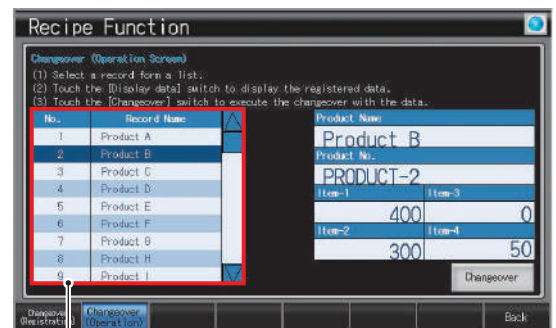 Recipe Function
Changeover (Operation Screen)
(1) Select a record form a list.
(2) Touch the [Display data] switch to display the registered data.
(3) Touch the [Changeover] switch to execute the changeover with the data.
No. Record Name
1 Product A
2 Product B
3 Product C
4 Product D
5 Product E
6 Product F
7 Product G
8 Product H
9 Product I
Product Name
Product B
Product No.
PRODUCT-2
Item-1 Item-3
400 0
Item-2 Item-4
300 50
Changeover
Changeover
(Registration)
Changeover
(Operation)
Back